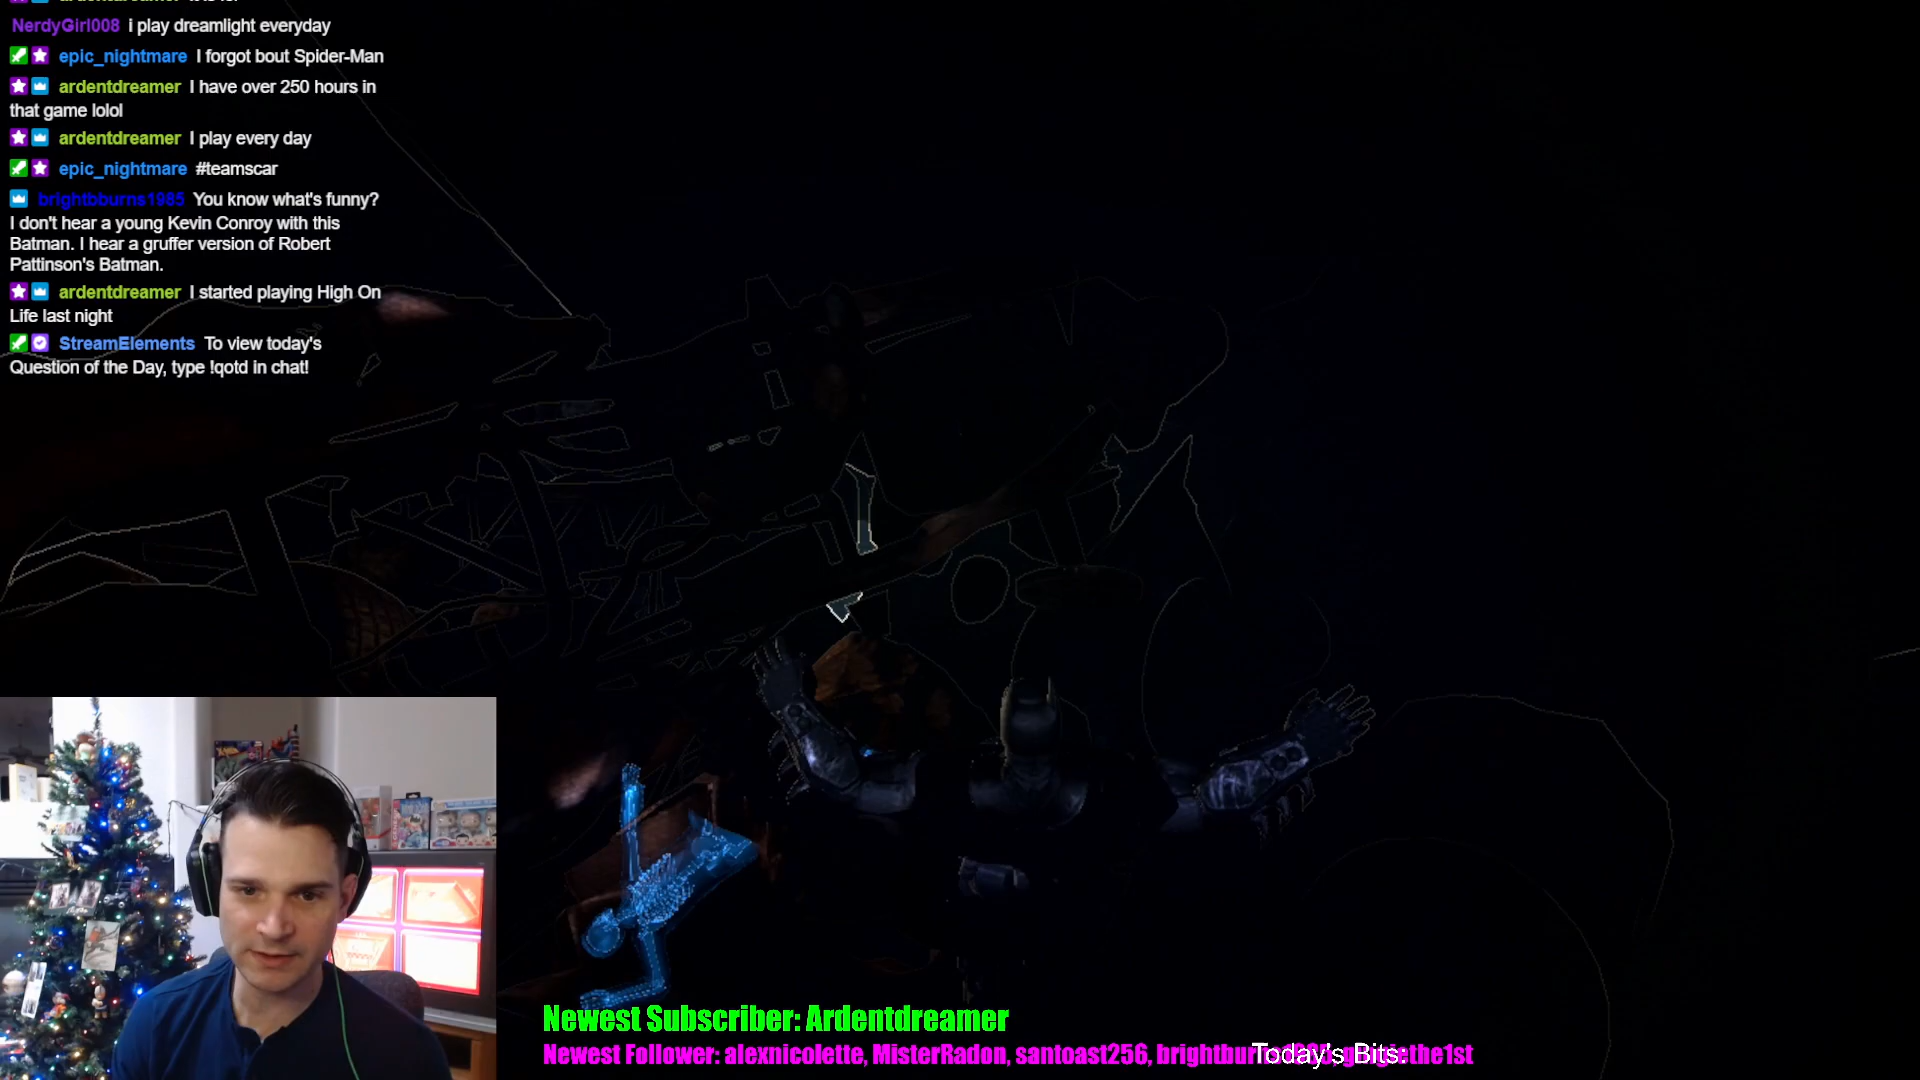 NerdyGirl008 i play dreamlight everyday
epic_nightmare I forgot bout Spider-Man
ardentdreamer I have over 250 hours in
that game lolol
ardentdreamer I play every day
epic_nightmare #teamscar
brightbburns1985 You know what's funny?
I don't hear a young Kevin Conroy with this
Batman. I hear a gruffer version of Robert
Pattinson's Batman.
ardentdreamer I started playing High On
Life last night
StreamElements To view today's
Question of the Day, type !qotd in chat!
Newest Subscriber: Ardentdreamer
Newest Follower: alexnicolette, MisterRadon, santoast256,
Today's Bits: